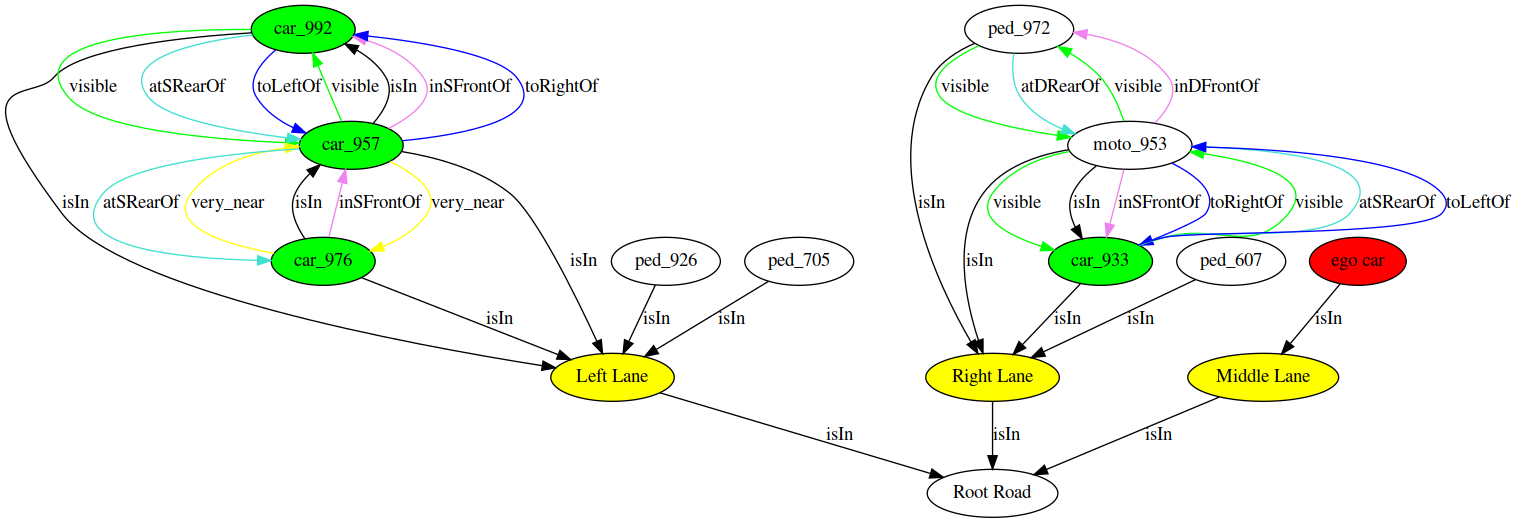 car_992
ped_972
visible
atSRearOf
toLeftOf
visible
isIn
inSFrontOf
toRightOf
visible
atDRearOf
visible
inDFrontOf
car_957
moto_953
isIn
atSRearOf
very_near
isIn
inSFrontOf
very_near
isIn
visible
isIn
inSFrontOf
toRightOf
visible
atSRearOf
toLeftOf
car_976
isIn
ped_926
ped_705
isIn
car_933
ped_607
ego car
isIn
isIn
isIn
isIn
isIn
isIn
Left Lane
Right Lane
Middle Lane
isIn
isIn
isIn
Root Road